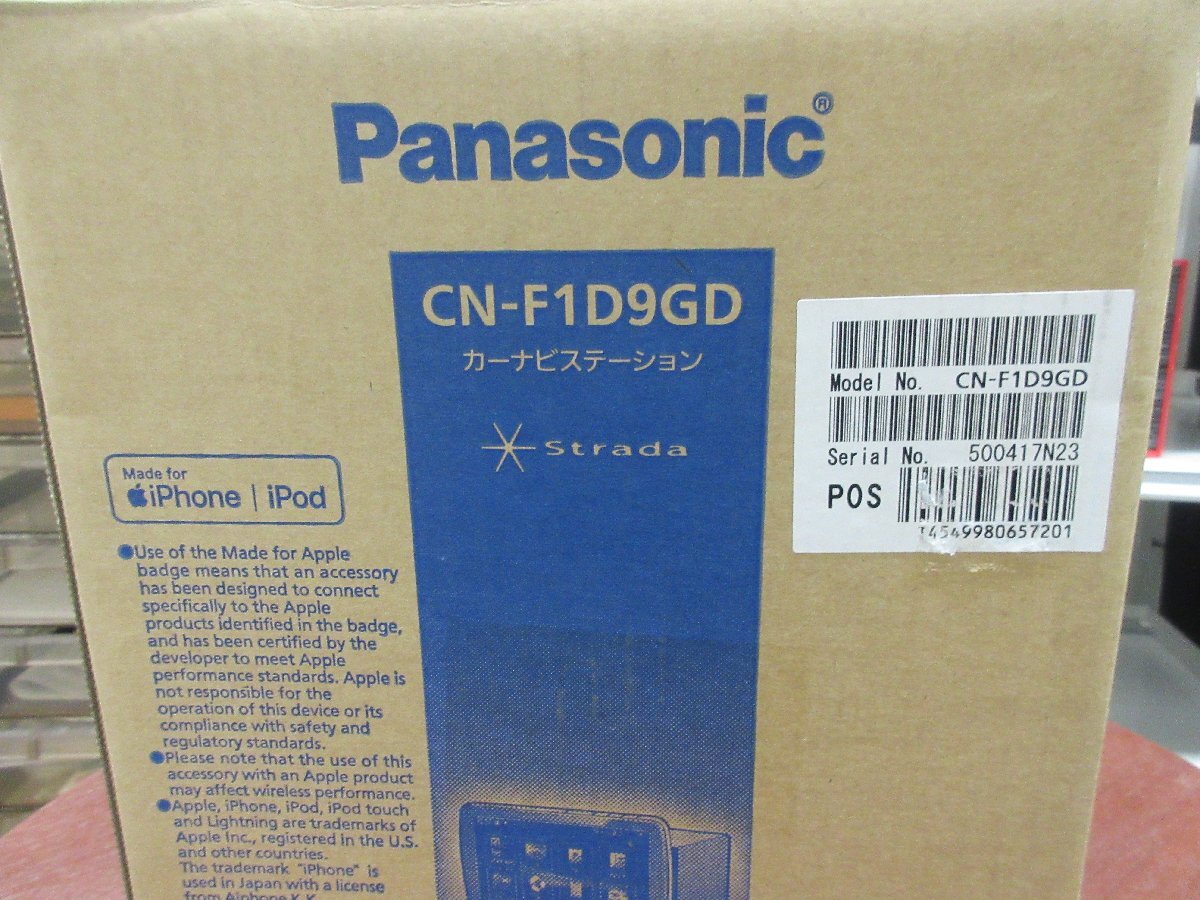 Panasonic®
CN-F1D9GD
カーナビステーション
Strada
Model No. CN-F1D9GD
Serial No. 500417N23
POS
T4549980657201
Made for
iPhone | iPod
●Use of the Made for Apple
badge means that an accessory
has been designed to connect
specifically to the Apple
products identified in the badge,
and has been certified by the
developer to meet Apple
performance standards. Apple is
not responsible for the
operation of this device or its
compliance with safety and
regulatory standards.
●Please note that the use of this
accessory with an Apple product
may affect wireless performance.
●Apple, iPhone, iPod, iPod touch
and Lightning are trademarks of
Apple Inc., registered in the U.S.
and other countries.
The trademark "iPhone" is
used in Japan with a license
from Aiphone K.K.